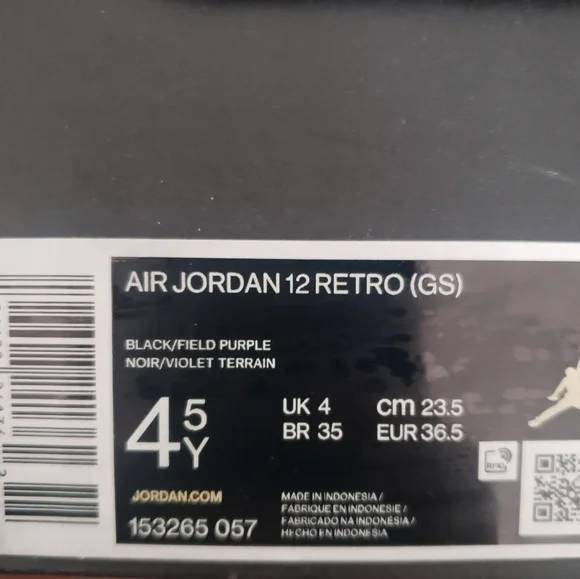 AIR JORDAN 12 RETRO (GS)
BLACK/FIELD PURPLE
NOIR/VIOLET TERRAIN
4 5 Y
UK 4 cm 23.5
BR 35 EUR 36.5
JORDAN.COM
153265 057
MADE IN INDONESIA /
FABRIQUE EN INDONESIE /
FABRICADO NA INDONÉSIA /
HECHO EN INDONESIA
RFID